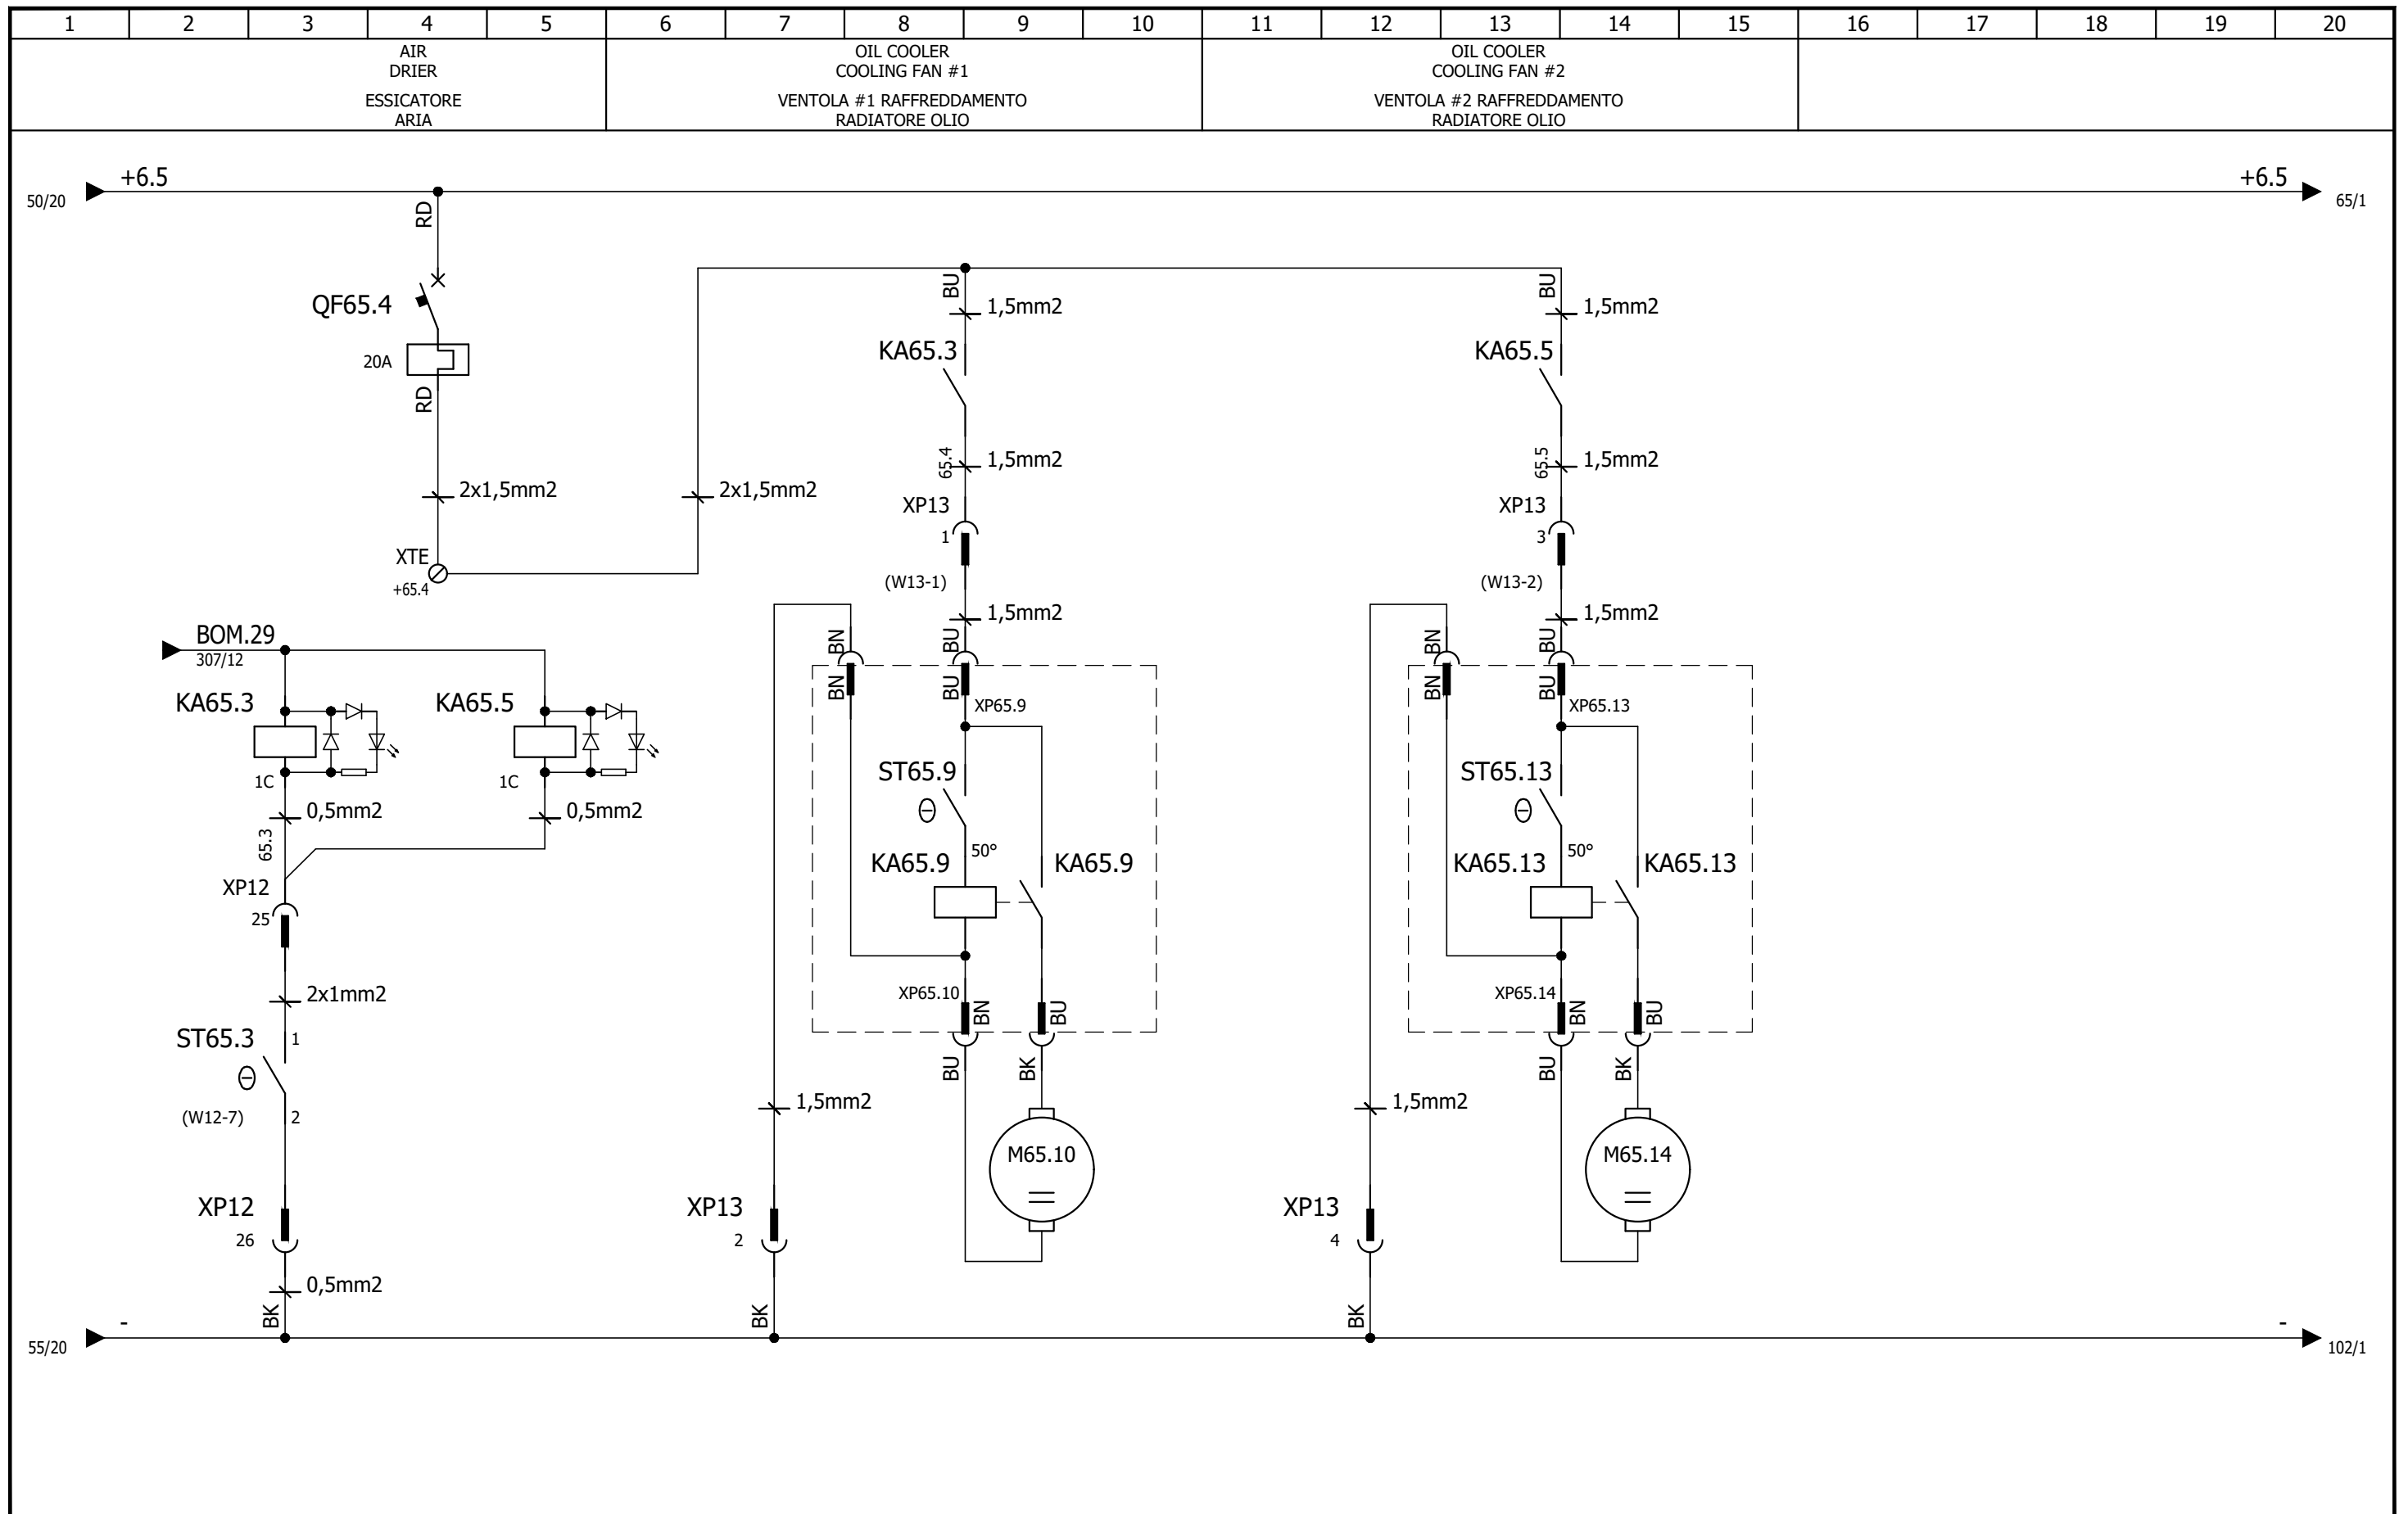 1 2 3 4 5 6 7 8 9 10 11 12 13 14 15 16 17 18 19 20
AIR
DRIER
ESSICATORE
ARIA
OIL COOLER
COOLING FAN #1
VENTOLA #1 RAFFREDDAMENTO
RADIATORE OLIO
OIL COOLER
COOLING FAN #2
VENTOLA #2 RAFFREDDAMENTO
RADIATORE OLIO
50/20
+6.5
+6.5
65/1
RD
QF65.4
20A
RD
2x1,5mm2
XTE
+65.4
2x1,5mm2
BU
1,5mm2
KA65.3
65.4
1,5mm2
XP13
1
(W13-1)
1,5mm2
BU
1,5mm2
KA65.5
65.5
1,5mm2
XP13
3
(W13-2)
1,5mm2
BOM.29
307/12
KA65.3
1C
0,5mm2
65.3
KA65.5
1C
0,5mm2
XP12
25
2x1mm2
ST65.3
1
(W12-7)
2
XP12
26
0,5mm2
BK
BN
BU
BN
BU
XP65.9
ST65.9
50°
KA65.9
KA65.9
XP65.10
BN
BU
BU
BK
1,5mm2
M65.10
XP13
2
BK
BN
BU
BN
BU
XP65.13
ST65.13
50°
KA65.13
KA65.13
XP65.14
BN
BU
BU
BK
1,5mm2
M65.14
XP13
4
BK
55/20
-
-
102/1